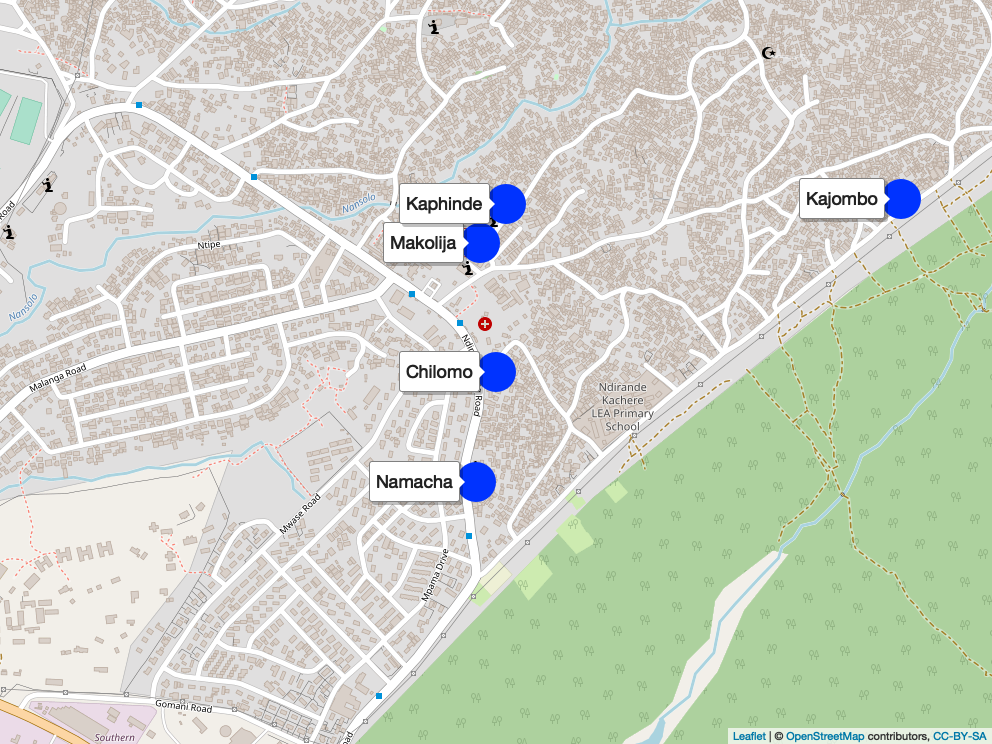 Nansolo
Kaphinde
Kajombo
Road
Ntipe
Makolija
Nansolo
Malanga Road
Chilomo
Road
Ndirande
Kachere
LEA Primary
School
Namacha
Mwase Road
Mpama Drive
Gomani Road
Southern
Leaflet | © OpenStreetMap contributors, CC-BY-SA